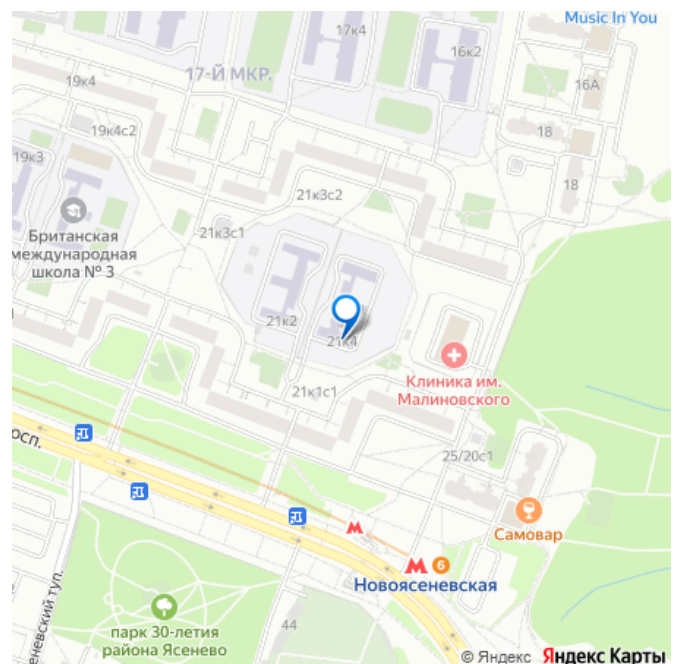 Music In You
17к4
16к2
17-Й МКР.
19к4
16А
18
19к4с2
19к3
18
21к3с2
Британская
международная
школа № 3
21к3с1
21к2
21к4
Клиника им.
Малиновского
21к1с1
осп.
25/20с1
Самовар
М
М 6
Новоясеневская
44
парк 30-летия
района Ясенево
еневский туп.
© Яндекс Яндекс Карты